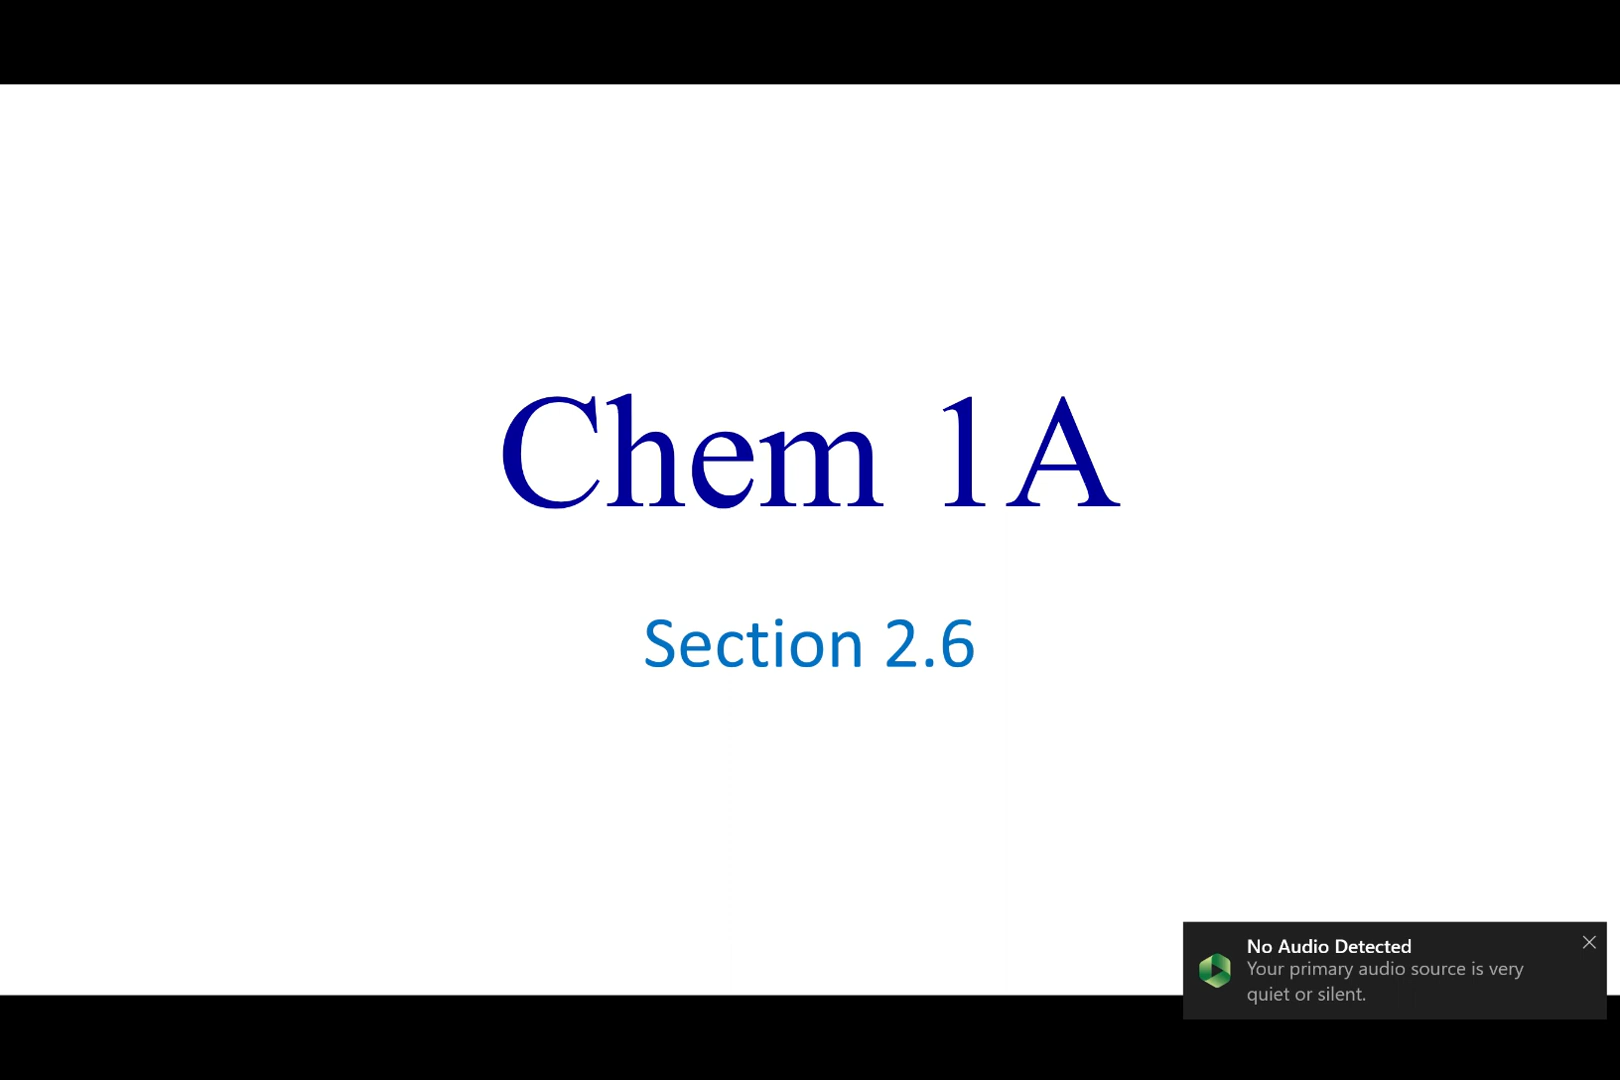 Chem 1A
Section 2.6
No Audio Detected
Your primary audio source is very
quiet or silent.